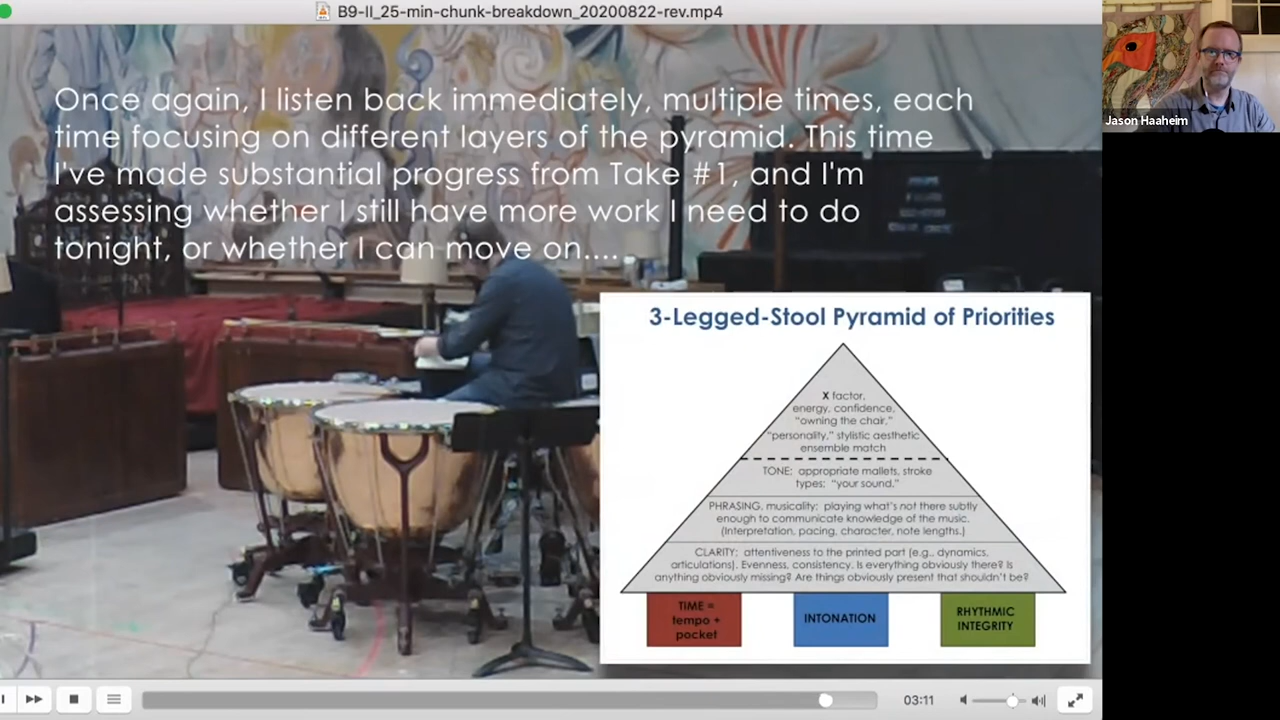 B9-II_25-min-chunk-breakdown_20200822-rev.mp4
Jason Haaheim
Once again, I listen back immediately, multiple times, each
time focusing on different layers of the pyramid. This time
I've made substantial progress from Take #1, and I'm
assessing whether I still have more work I need to do
tonight, or whether I can move on....
3-Legged-Stool Pyramid of Priorities
X factor,
energy, confidence,
"owning the chair,"
"personality," stylistic aesthetic
ensemble match
TONE: appropriate mallets, stroke
types; "your sound."
PHRASING, musicality: playing what's not there subtly
enough to communicate knowledge of the music.
(Interpretation, pacing, character, note lengths.)
CLARITY: attentiveness to the printed part (e.g., dynamics,
articulations). Evenness, consistency. Is everything obviously there? Is
anything obviously missing? Are things obviously present that shouldn't be?
TIME =
tempo +
pocket
INTONATION
RHYTHMIC
INTEGRITY
03:11